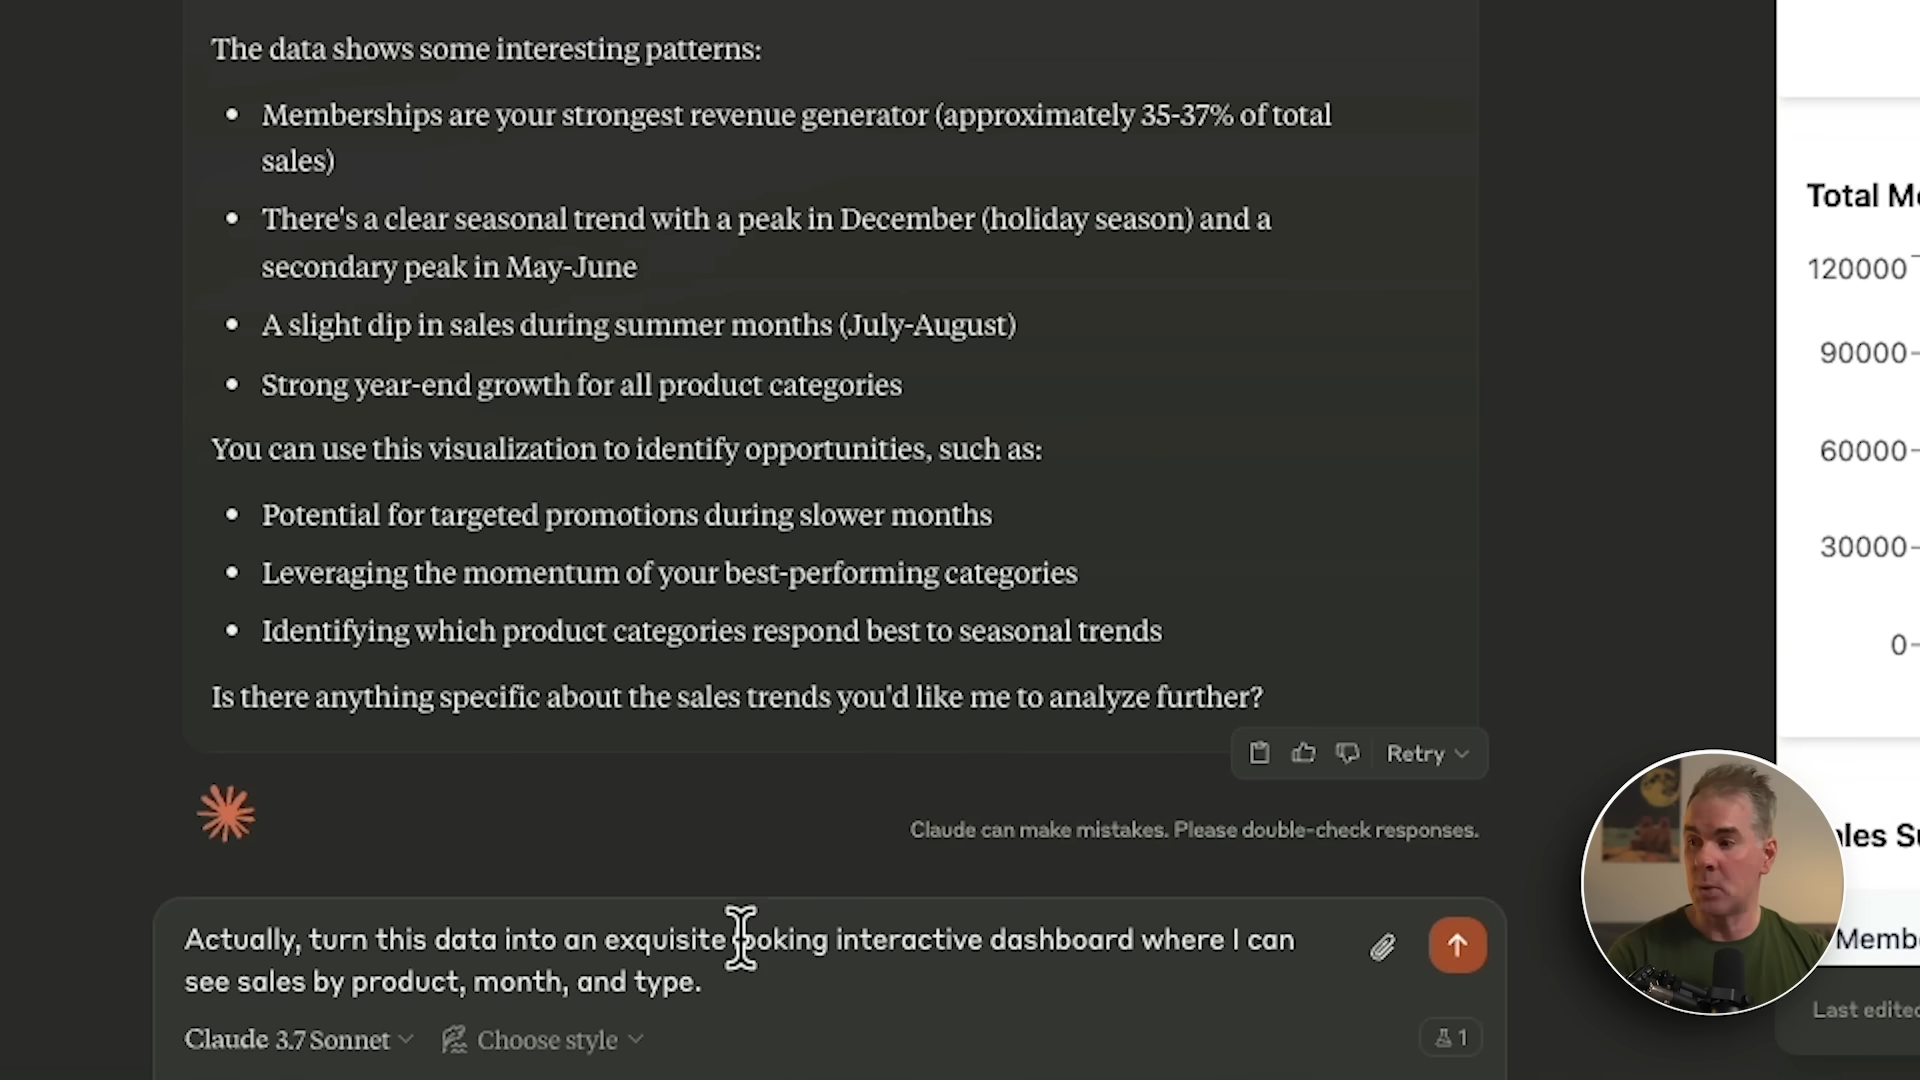 The data shows some interesting patterns:
• Memberships are your strongest revenue generator (approximately 35-37% of total
sales)
• There's a clear seasonal trend with a peak in December (holiday season) and a
secondary peak in May-June
• A slight dip in sales during summer months (July-August)
• Strong year-end growth for all product categories
You can use this visualization to identify opportunities, such as:
• Potential for targeted promotions during slower months
• Leveraging the momentum of your best-performing categories
• Identifying which product categories respond best to seasonal trends
Is there anything specific about the sales trends you'd like me to analyze further?
Retry
Claude can make mistakes. Please double-check responses.
Actually, turn this data into an exquisite looking interactive dashboard where I can
see sales by product, month, and type.
Claude 3.7 Sonnet
Choose style
1
Total M
120000
90000
60000
30000
0
les S
Memb
Last edited